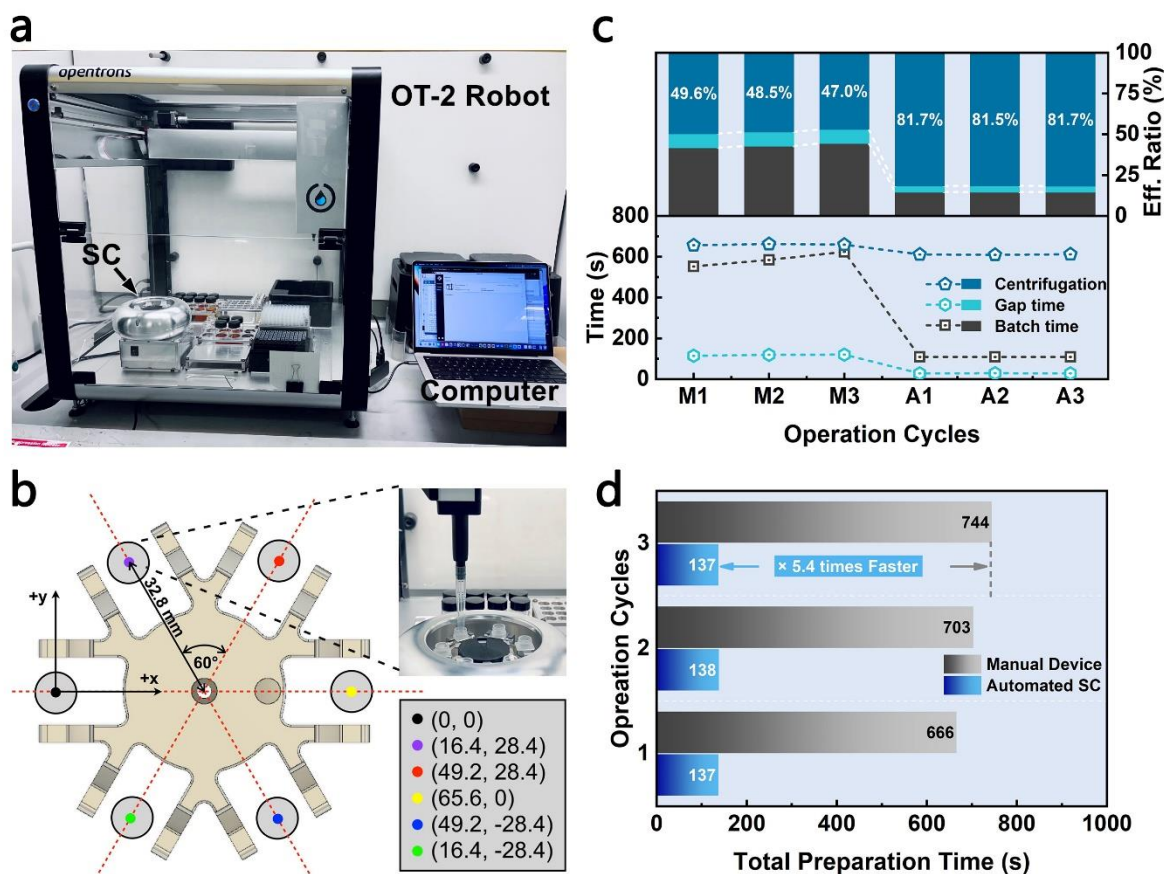 a
opentrons
OT-2 Robot
SC
Computer
b
+y
+x
32.8 mm
60°
(0, 0)
(16.4, 28.4)
(49.2, 28.4)
(65.6, 0)
(49.2, -28.4)
(16.4, -28.4)
c
49.6%
48.5%
47.0%
81.7%
81.5%
81.7%
100
75
50
25
0
Eff. Ratio (%)
800
600
400
200
0
Time (s)
Centrifugation
Gap time
Batch time
M1 M2 M3 A1 A2 A3
Operation Cycles
d
744
3
137
× 5.4 times Faster
703
2
138
Manual Device
Automated SC
666
1
137
Opreation Cycles
0 200 400 600 800 1000
Total Preparation Time (s)